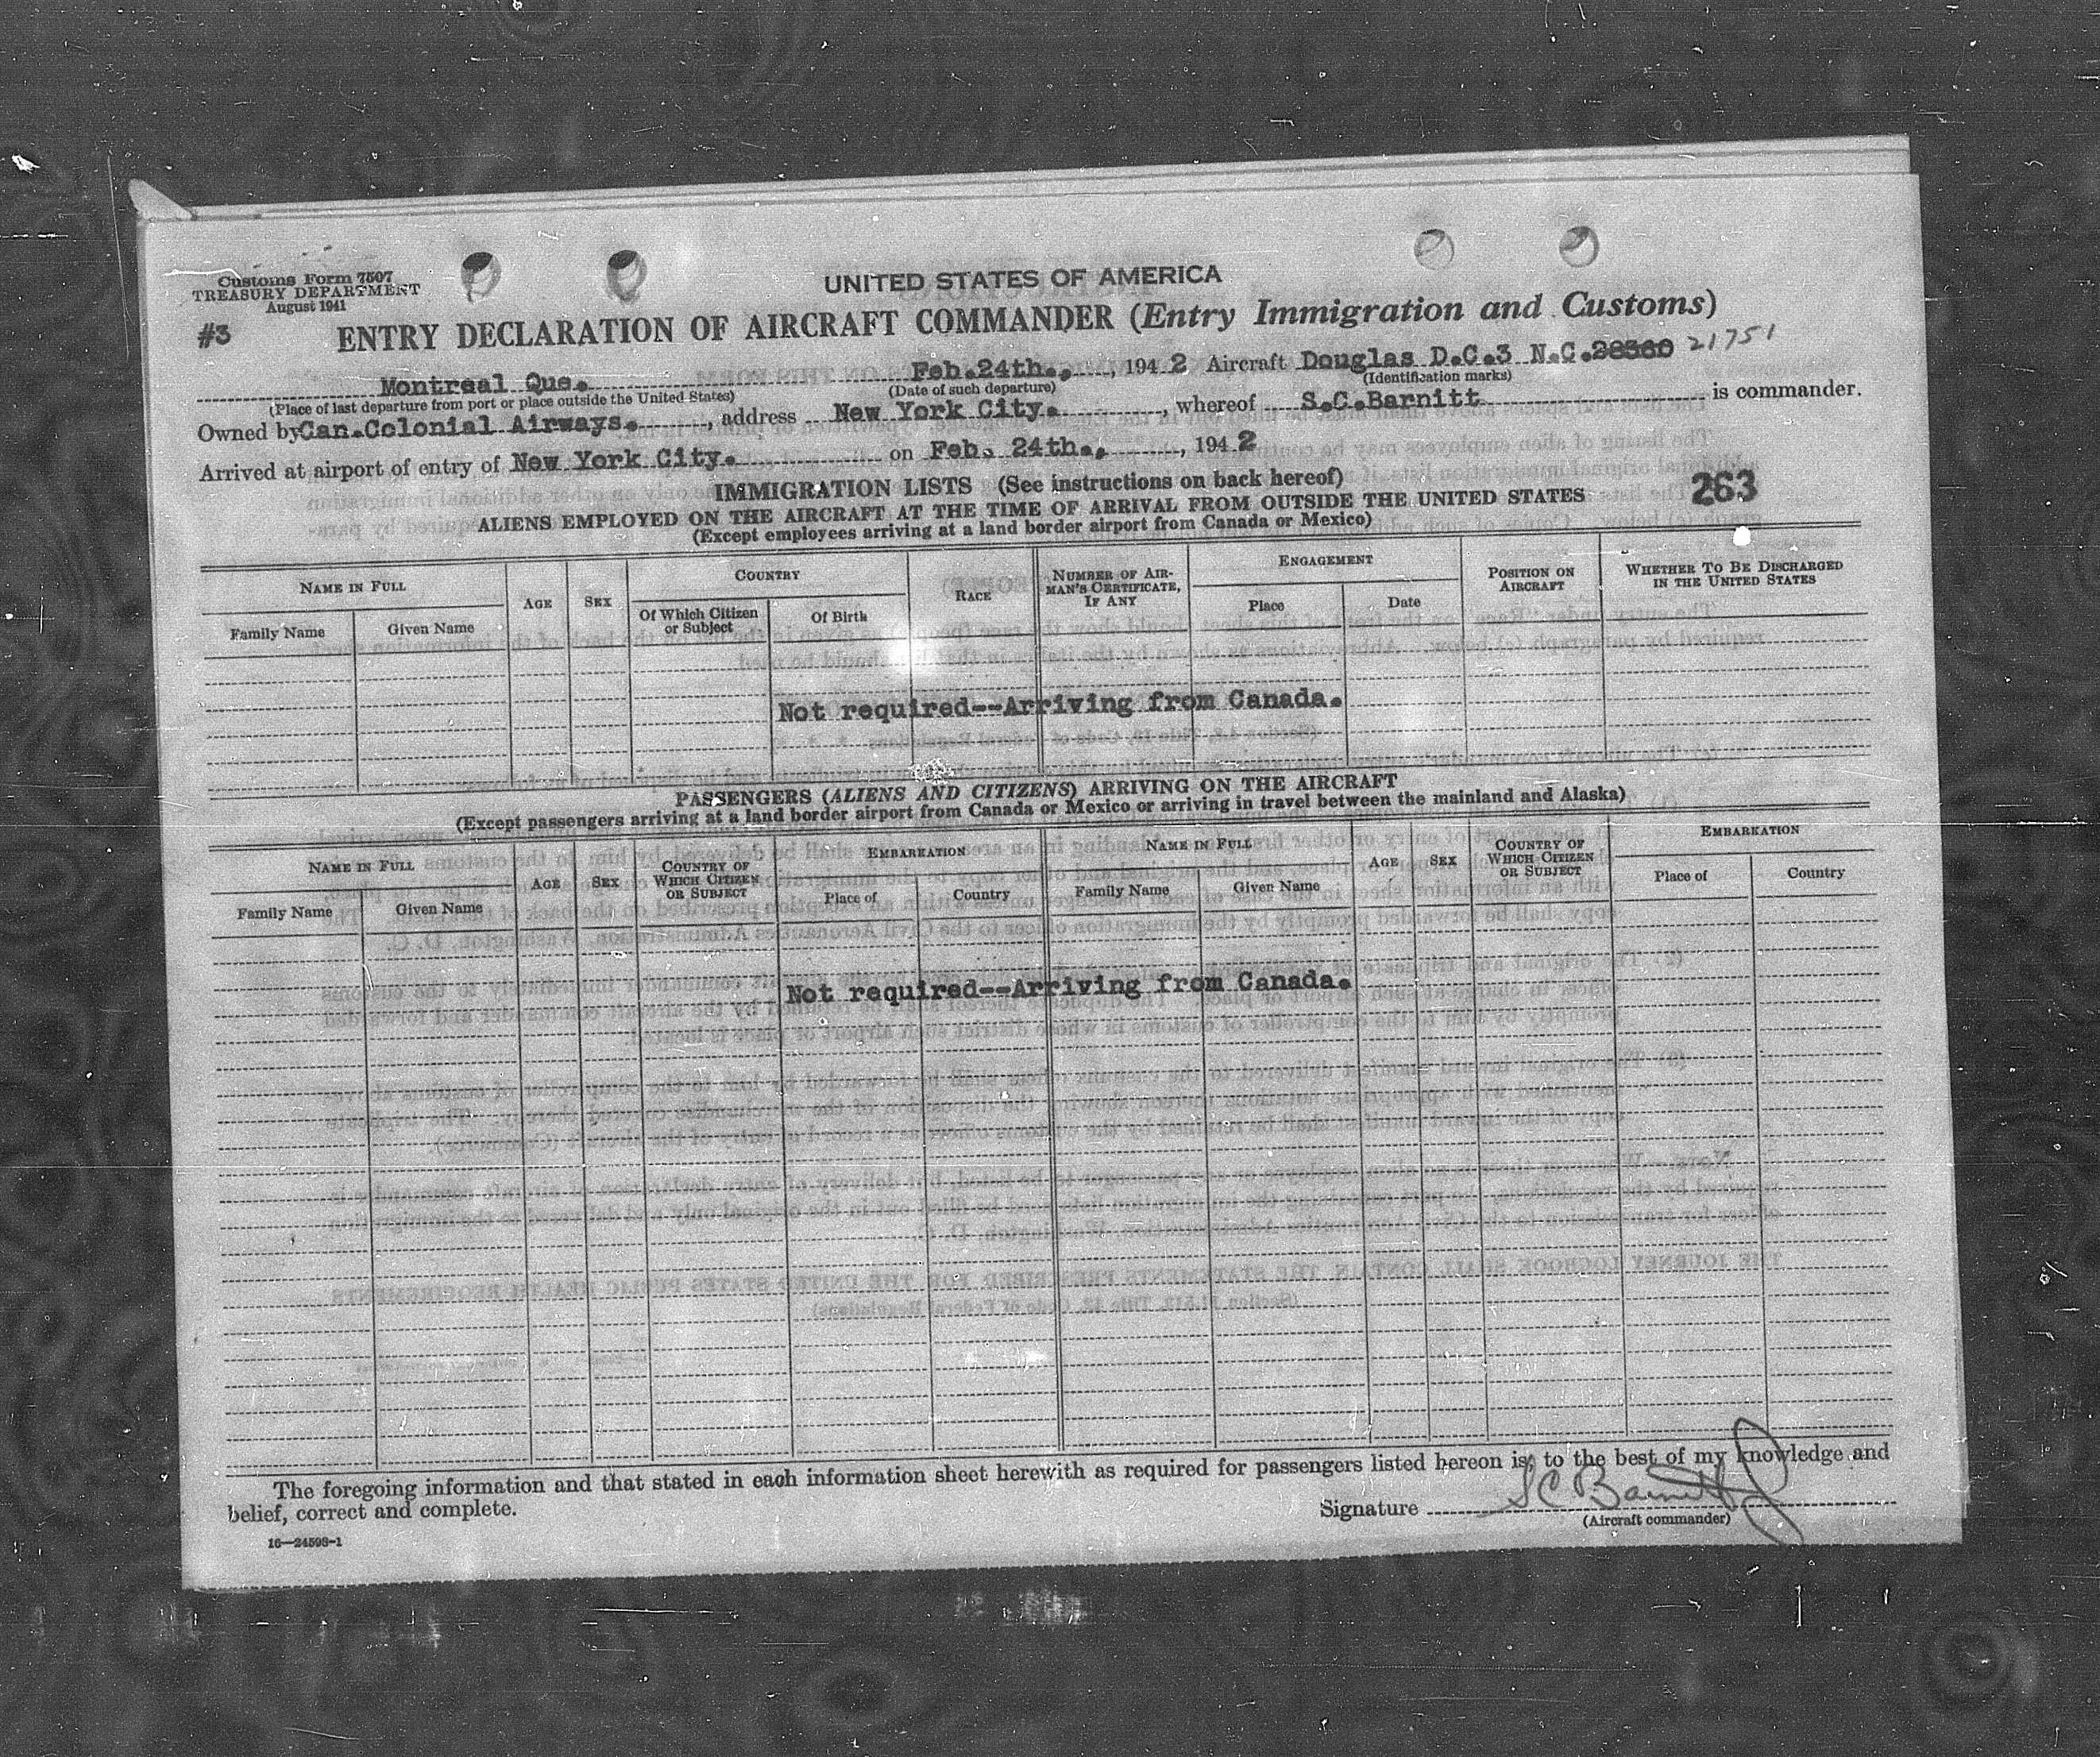 Customs Form 7507
TREASURY DEPARTMENT
August 1941
#3
UNITED STATES OF AMERICA
ENTRY DECLARATION OF AIRCRAFT COMMANDER (Entry Immigration and Customs)
Montreal Que. Feb.24th., 1942 Aircraft Douglas D.C.3 N.C. 21751
(Place of last departure from port or place outside the United States) (Date of such departure) (Identification marks)
Owned by Can.Colonial Airways., address New York City., whereof S.C.Barnitt is commander.
Arrived at airport of entry of New York City. on Feb. 24th., 1942
IMMIGRATION LISTS (See instructions on back hereof) 263
ALIENS EMPLOYED ON THE AIRCRAFT AT THE TIME OF ARRIVAL FROM OUTSIDE THE UNITED STATES
(Except employees arriving at a land border airport from Canada or Mexico)
NAME IN FULL AGE SEX COUNTRY RACE NUMBER OF AIRMAN'S CERTIFICATE, IF ANY ENGAGEMENT POSITION ON AIRCRAFT WHETHER TO BE DISCHARGED IN THE UNITED STATES
Family Name Given Name Of Which Citizen or Subject Of Birth Place Date
Not required--Arriving from Canada.
PASSENGERS (ALIENS AND CITIZENS) ARRIVING ON THE AIRCRAFT
(Except passengers arriving at a land border airport from Canada or Mexico or arriving in travel between the mainland and Alaska)
NAME IN FULL AGE SEX COUNTRY OF WHICH CITIZEN OR SUBJECT EMBARKATION NAME IN FULL AGE SEX COUNTRY OF WHICH CITIZEN OR SUBJECT EMBARKATION
Family Name Given Name Place of Country Family Name Given Name Place of Country
Not required--Arriving from Canada.
The foregoing information and that stated in each information sheet herewith as required for passengers listed hereon is, to the best of my knowledge and
belief, correct and complete.
Signature S C Barnitt
(Aircraft commander)
16—24598-1